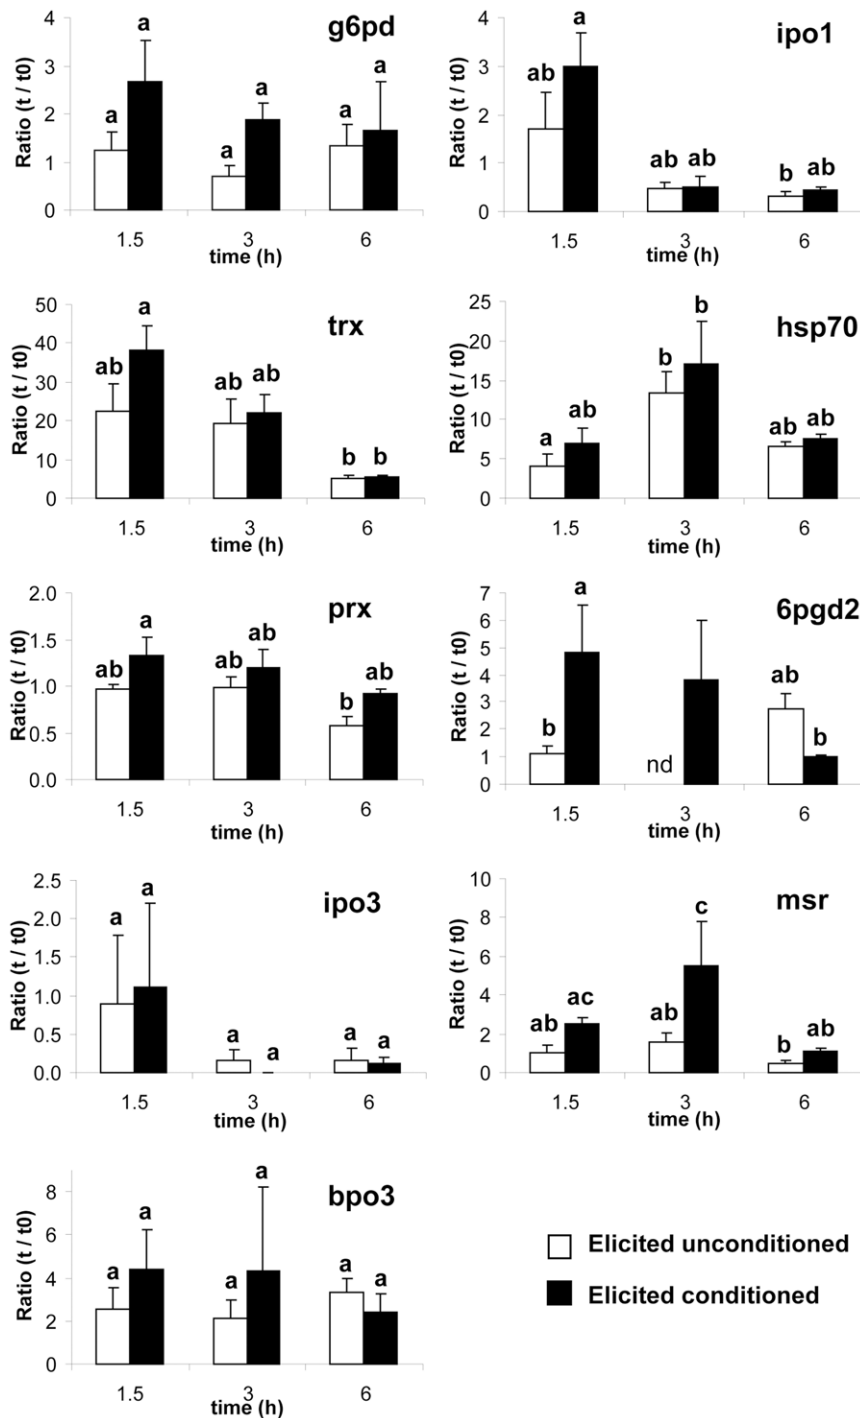 g6pd
Ratio (t / t0)
4
3
2
1
0
a a a a a a
1.5 3 6
time (h)
ipo1
Ratio (t / t0)
4
3
2
1
0
ab a ab ab b ab
1.5 3 6
time (h)
trx
Ratio (t / t0)
50
40
30
20
10
0
ab a ab ab b b
1.5 3 6
time (h)
hsp70
Ratio (t / t0)
25
20
15
10
5
0
a ab b b ab ab
1.5 3 6
time (h)
prx
Ratio (t / t0)
2.0
1.5
1.0
0.5
0.0
ab a ab ab b ab
1.5 3 6
time (h)
6pgd2
Ratio (t / t0)
7
6
5
4
3
2
1
0
b a nd ab b
1.5 3 6
time (h)
ipo3
Ratio (t / t0)
2.5
2.0
1.5
1.0
0.5
0.0
a a a a a a
1.5 3 6
time (h)
msr
Ratio (t / t0)
10
8
6
4
2
0
ab ac ab c b ab
1.5 3 6
time (h)
bpo3
Ratio (t / t0)
8
6
4
2
0
a a a a a a
1.5 3 6
time (h)
Elicited unconditioned
Elicited conditioned